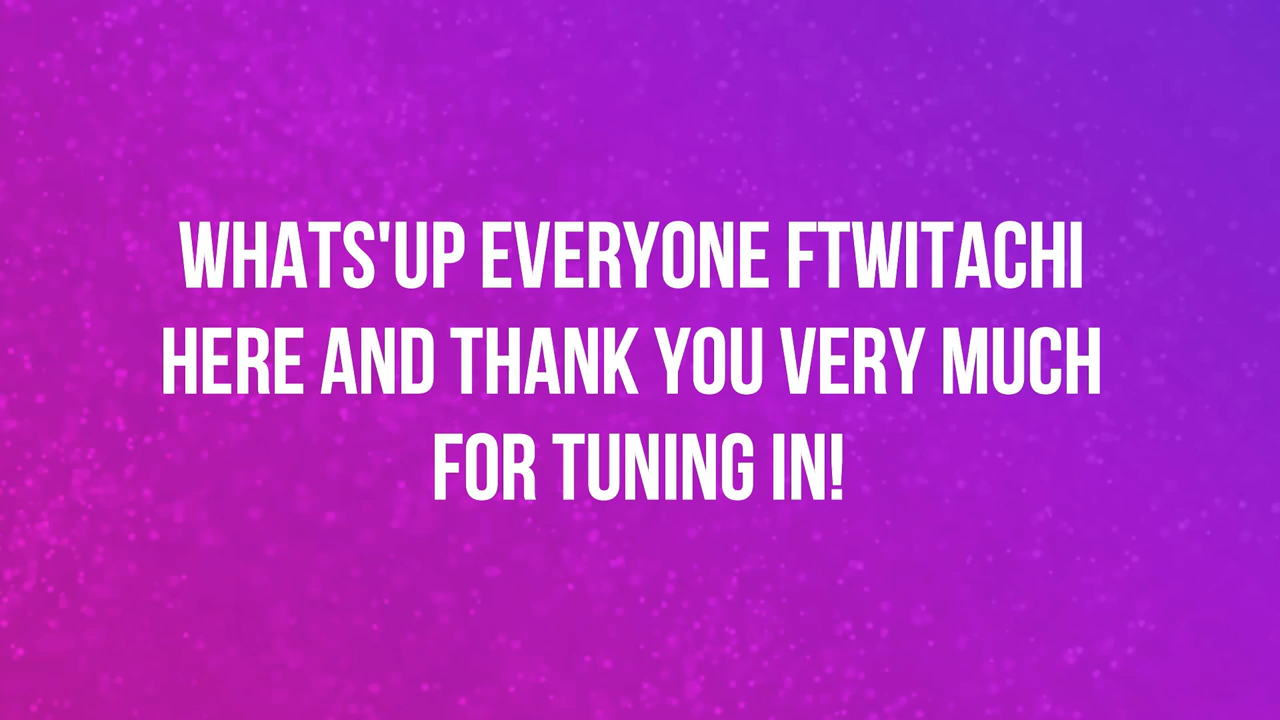 WHATS'UP EVERYONE FTWITACHI
HERE AND THANK YOU VERY MUCH
FOR TUNING IN!